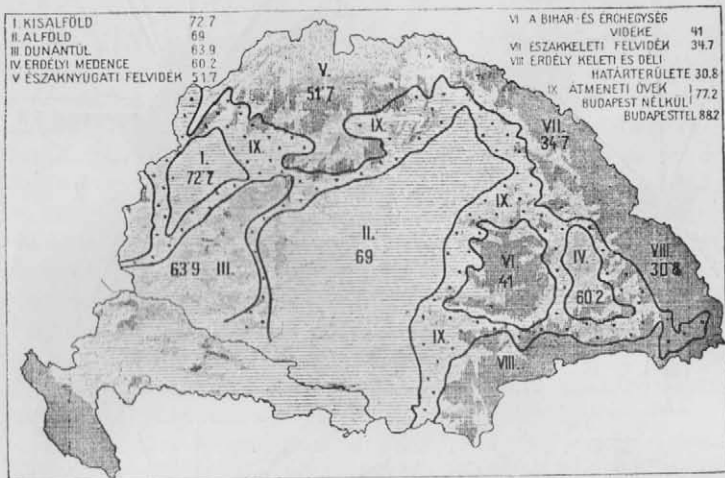 I. KISALFÖLD 72.7
II. ALFÖLD 69
III. DUNÁNTÚL 63.9
IV. ERDÉLYI MEDENCE 60.2
V. ÉSZAKNYUGATI FELVIDÉK 51.7
VI A BIHAR- ÉS ÉRCHEGYSÉG
VIDÉKE 41
VII ÉSZAKKELETI FELVIDÉK 34.7
VIII ERDÉLY KELETI ÉS DÉLI
HATÁRTERÜLETE 30.8
IX ÁTMENETI ÖVEK
BUDAPEST NÉLKÜL 77.2
BUDAPESTTEL 88.2
V.
51.7
IX.
IX.
VII.
34.7
I.
72.7
IX.
II.
69
63.9 III.
VI.
41
IV.
60.2
VIII.
30.8
IX.
VIII.